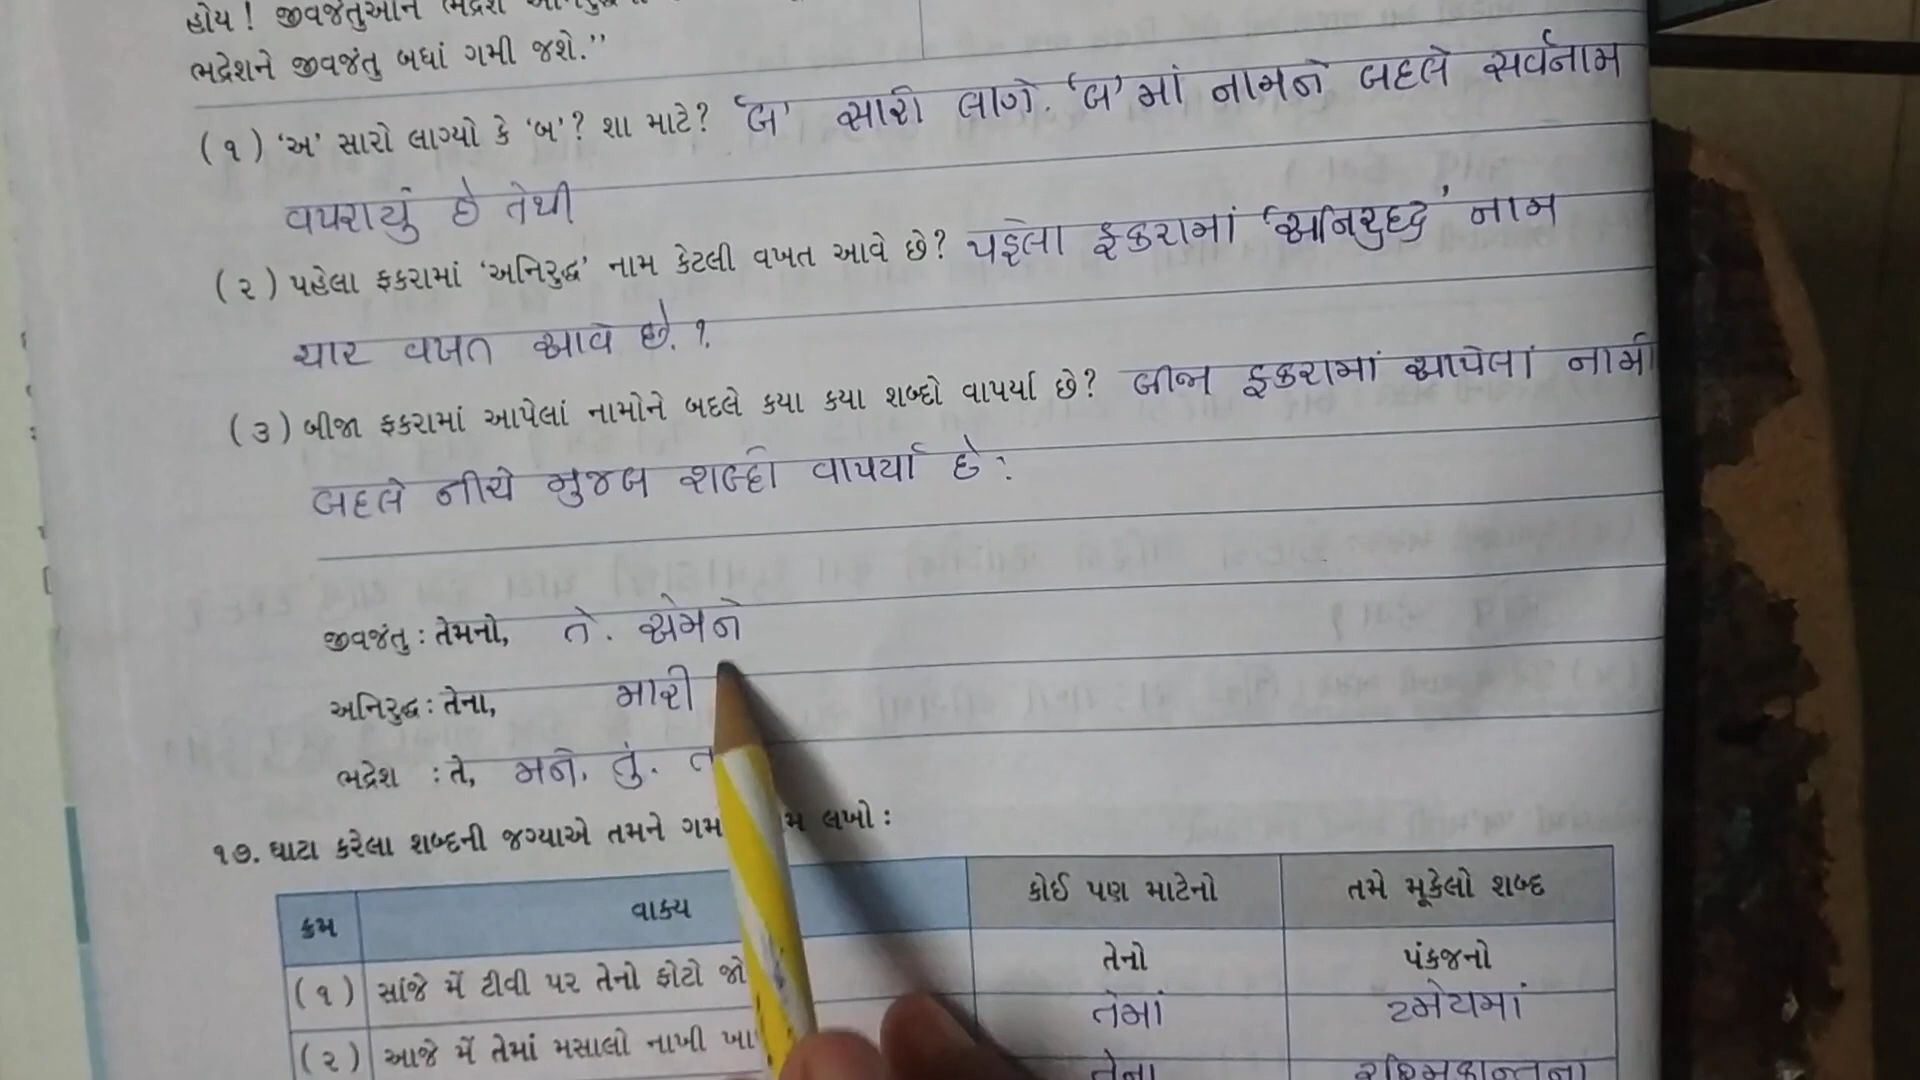 હોય ! જીવજંતુઓને ભદ્રેશ
ભદ્રેશને જીવજંતુ બધાં ગમી જશે.”
(૧) ‘અ’ સારો લાગ્યો કે ‘બ’? શા માટે? ‘બ’ સારો લાગે. ‘બ’માં નામને બદલે સર્વનામ
વપરાયું છે તેથી
(૨) પહેલા ફકરામાં ‘અનિરુદ્ધ’ નામ કેટલી વખત આવે છે? પહેલા ફકરામાં ‘અનિરુદ્ધ’ નામ
ચાર વખત આવે છે.
(૩) બીજા ફકરામાં આપેલાં નામોને બદલે કયા કયા શબ્દો વાપર્યા છે? બીજા ફકરામાં આપેલાં નામો
બદલે નીચે મુજબ શબ્દો વાપર્યા છે:
જીવજંતુ : તેમનો, તે. એમને
અનિરુદ્ધ : તેના, મારી
ભદ્રેશ : તે, મને, તું.
૧૭. ઘાટા કરેલા શબ્દની જગ્યાએ તમને લખો :
ક્રમ વાક્ય કોઈ પણ માટેનો તમે મૂકેલો શબ્દ
(૧) સાંજે મેં ટીવી પર તેનો ફોટો તેનો પંકજનો
(૨) આજે મેં તેમાં મસાલો નાખી તેમાં ટમેટામાં
તેના